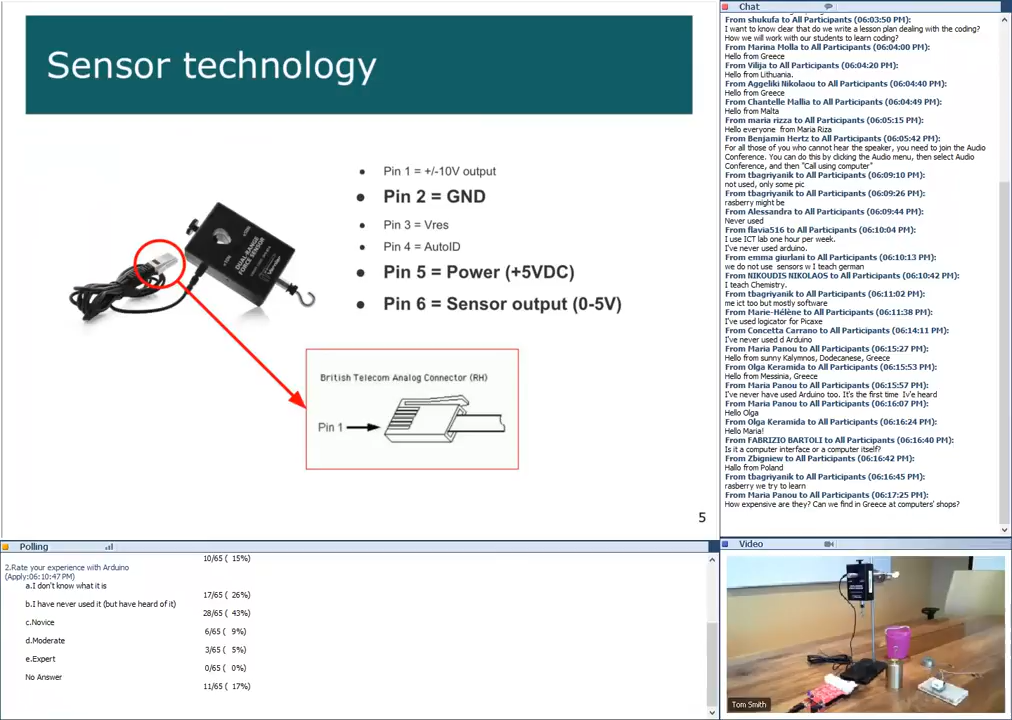 Sensor technology
Pin 1 = +/-10V output
Pin 2 = GND
Pin 3 = Vres
Pin 4 = AutoID
Pin 5 = Power (+5VDC)
Pin 6 = Sensor output (0-5V)
DUAL-RANGE
FORCE SENSOR
British Telecom Analog Connector (RH)
Pin 1
5
Chat
From shukufa to All Participants (06:03:50 PM):
I want to know clear that do we write a lesson plan dealing with the coding?
How we will work with our students to learn coding?
From Marina Molla to All Participants (06:04:00 PM):
Hello from Greece
From Vilija to All Participants (06:04:20 PM):
Hello from Lithuania.
From Aggeliki Nikolaou to All Participants (06:04:40 PM):
Hello from Greece
From Chantelle Mallia to All Participants (06:04:49 PM):
Hello from Malta
From maria rizza to All Participants (06:05:15 PM):
Hello everyone  from Maria Riza
From Benjamin Hertz to All Participants (06:05:42 PM):
For all those of you who cannot hear the speaker, you need to join the Audio
Conference. You can do this by clicking the Audio menu, then select Audio
Conference, and then "Call using computer"
From tbagriyanik to All Participants (06:09:10 PM):
not used, only some pic
From tbagriyanik to All Participants (06:09:26 PM):
rasberry might be
From Alessandra to All Participants (06:09:44 PM):
Never used
From flavia516 to All Participants (06:10:04 PM):
I use ICT lab one hour per week.
I've never used arduino.
From emma giurlani to All Participants (06:10:13 PM):
we do not use  sensors w I teach german
From NIKOUDIS NIKOLAOS to All Participants (06:10:42 PM):
I teach Chemistry.
From tbagriyanik to All Participants (06:11:02 PM):
me ict too but mostly software
From Marie-Hélène to All Participants (06:11:38 PM):
I've used logicator for Picaxe
From Concetta Carrano to All Participants (06:14:11 PM):
I've never used d Arduino
From Maria Panou to All Participants (06:15:27 PM):
Hello from sunny Kalymnos, Dodecanese, Greece
From Olga Keramida to All Participants (06:15:53 PM):
Hello from Messinia, Greece
From Maria Panou to All Participants (06:15:57 PM):
I've never have used Arduino too. It's the first time  Iv'e heard
From Maria Panou to All Participants (06:16:07 PM):
Hello Olga
From Olga Keramida to All Participants (06:16:24 PM):
Hello Maria!
From FABRIZIO BARTOLI to All Participants (06:16:40 PM):
Is it a computer interface or a computer itself?
From Zbigniew to All Participants (06:16:42 PM):
Hallo from Poland
From tbagriyanik to All Participants (06:16:45 PM):
rasberry we try to learn
From Maria Panou to All Participants (06:17:25 PM):
How expensive are they? Can we find in Greece at computers' shops?
Polling
10/65 ( 15%)
2.Rate your experience with Arduino
(Apply:06:10:47 PM)
a.I don't know what it is
17/65 ( 26%)
b.I have never used it (but have heard of it)
28/65 ( 43%)
c.Novice
6/65 ( 9%)
d.Moderate
3/65 ( 5%)
e.Expert
0/65 ( 0%)
No Answer
11/65 ( 17%)
Video
Tom Smith